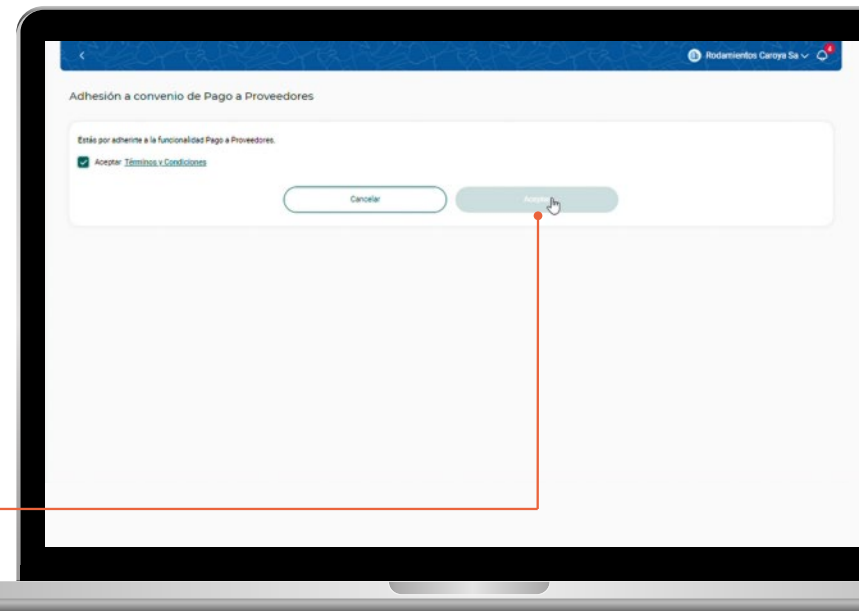 Rodamientos Caroya Sa
4
Adhesión a convenio de Pago a Proveedores
Estás por adherirte a la funcionalidad Pago a Proveedores.
Aceptar Términos y Condiciones
Cancelar